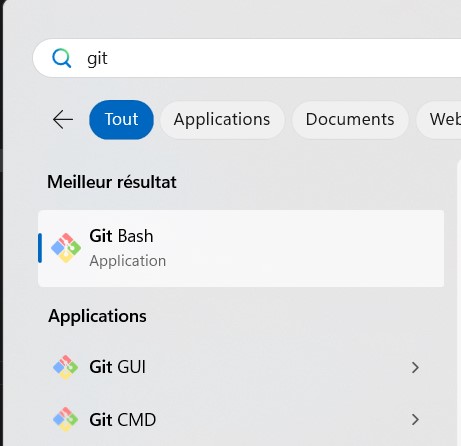 git
Tout Applications Documents Web
Meilleur résultat
Git Bash
Application
Applications
Git GUI
Git CMD